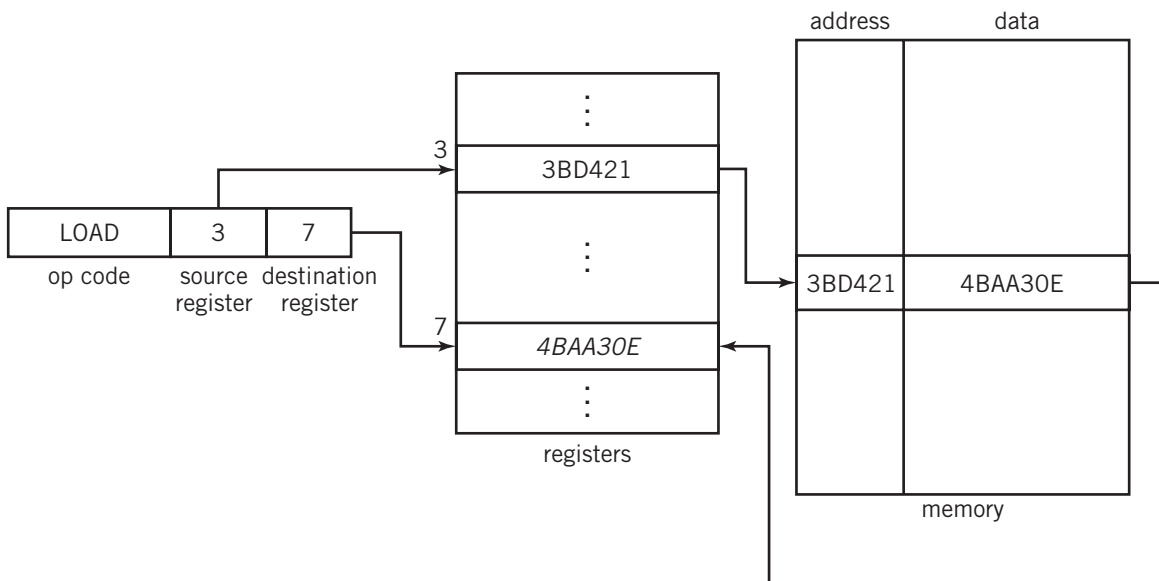 address data
3
3BD421
LOAD 3 7
op code source register destination register
3BD421 4BAA30E
7
4BAA30E
registers
memory